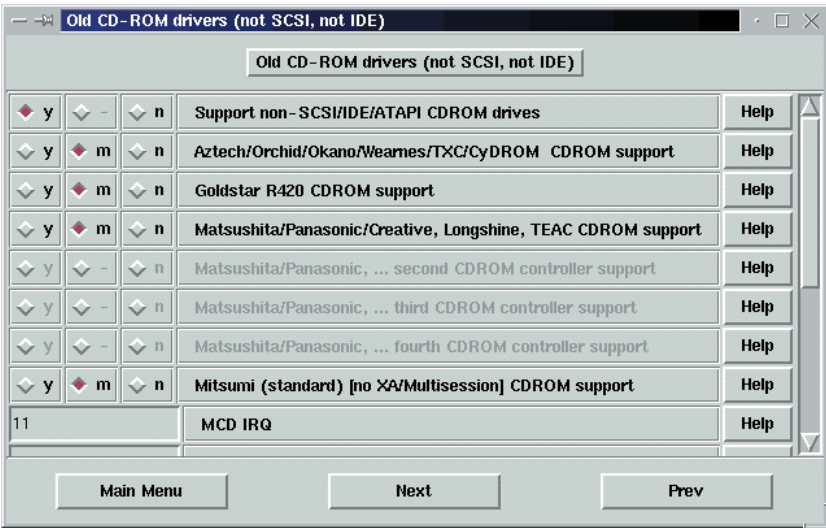 Old CD-ROM drivers (not SCSI, not IDE)
Old CD-ROM drivers (not SCSI, not IDE)
y - n Support non-SCSI/IDE/ATAPI CDROM drives Help
y m n Aztech/Orchid/Okano/Wearnes/TXC/CyDROM CDROM support Help
y m n Goldstar R420 CDROM support Help
y m n Matsushita/Panasonic/Creative, Longshine, TEAC CDROM support Help
y - n Matsushita/Panasonic, ... second CDROM controller support Help
y - n Matsushita/Panasonic, ... third CDROM controller support Help
y - n Matsushita/Panasonic, ... fourth CDROM controller support Help
y m n Mitsumi (standard) [no XA/Multisession] CDROM support Help
11 MCD IRQ Help
Main Menu Next Prev